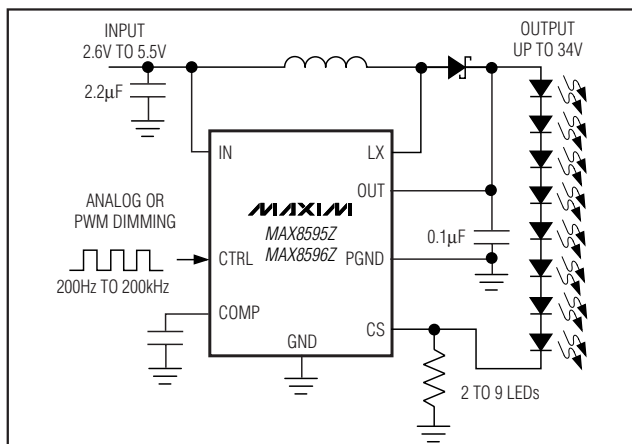 INPUT
2.6V TO 5.5V
OUTPUT
UP TO 34V
2.2µF
IN
LX
OUT
MAXIM
MAX8595Z
MAX8596Z
ANALOG OR
PWM DIMMING
0.1µF
CTRL
PGND
200Hz TO 200kHz
COMP
CS
GND
2 TO 9 LEDs